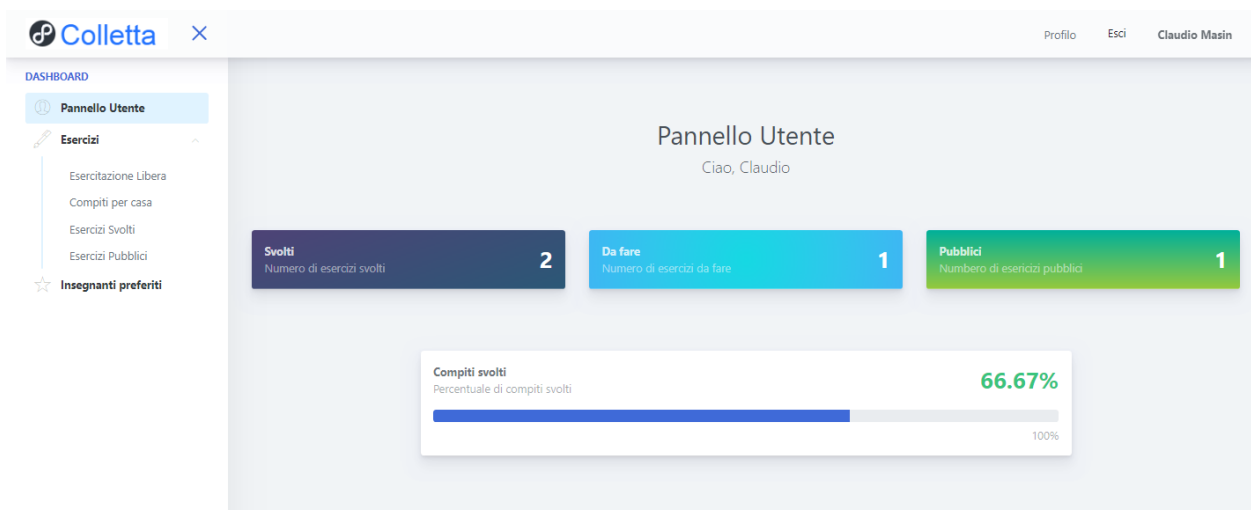 Colletta
Profilo
Esci
Claudio Masin
DASHBOARD
Pannello Utente
Esercizi
Esercitazione Libera
Compiti per casa
Esercizi Svolti
Esercizi Pubblici
Insegnanti preferiti
Pannello Utente
Ciao, Claudio
Svolti
Numero di esercizi svolti
2
Da fare
Numero di esercizi da fare
1
Pubblici
Numbero di esericizi pubblici
1
Compiti svolti
Percentuale di compiti svolti
66.67%
100%